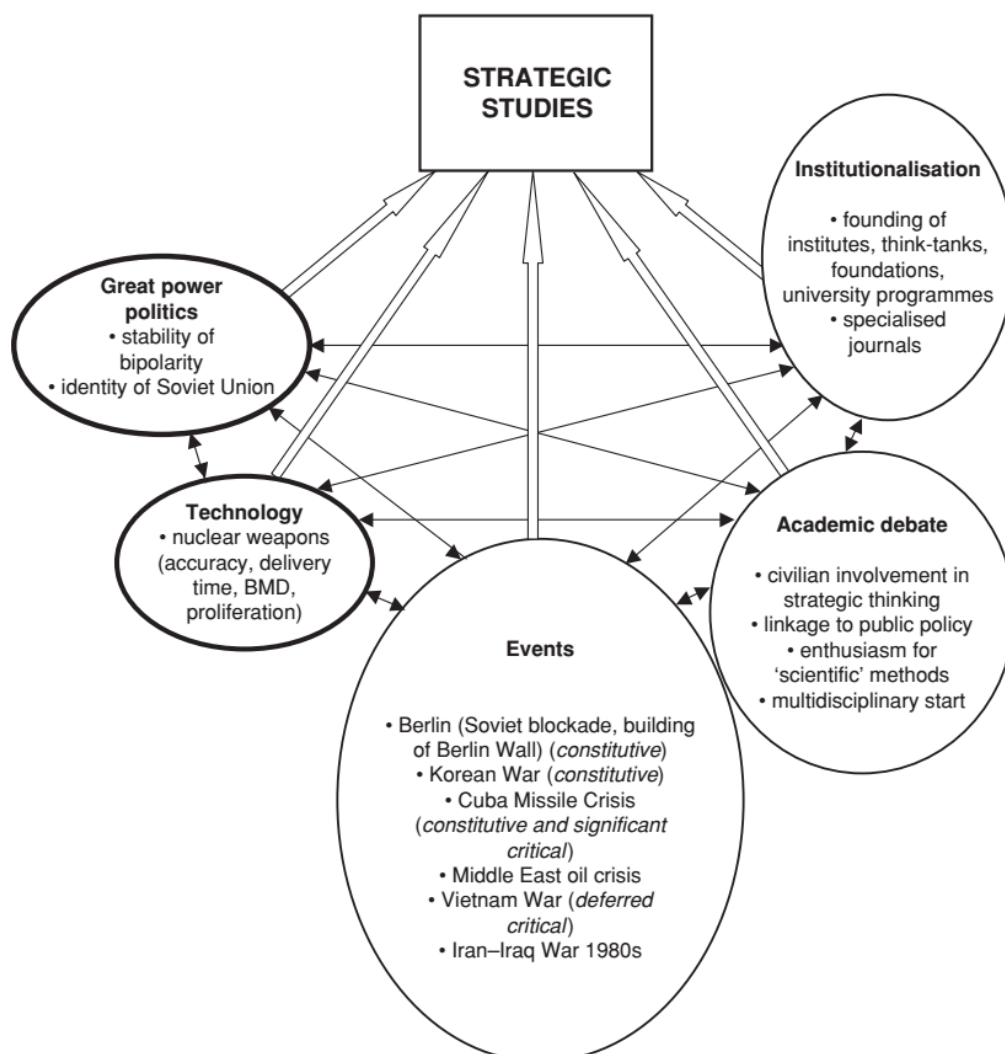 STRATEGIC
STUDIES
Institutionalisation
• founding of
institutes, think-tanks,
foundations,
university programmes
• specialised
journals
Great power
politics
• stability of
bipolarity
• identity of Soviet Union
Technology
• nuclear weapons
(accuracy, delivery
time, BMD,
proliferation)
Academic debate
• civilian involvement in
strategic thinking
• linkage to public policy
• enthusiasm for
‘scientific’ methods
• multidisciplinary start
Events
• Berlin (Soviet blockade, building
of Berlin Wall) (constitutive)
• Korean War (constitutive)
• Cuba Missile Crisis
(constitutive and significant
critical)
• Middle East oil crisis
• Vietnam War (deferred
critical)
• Iran–Iraq War 1980s